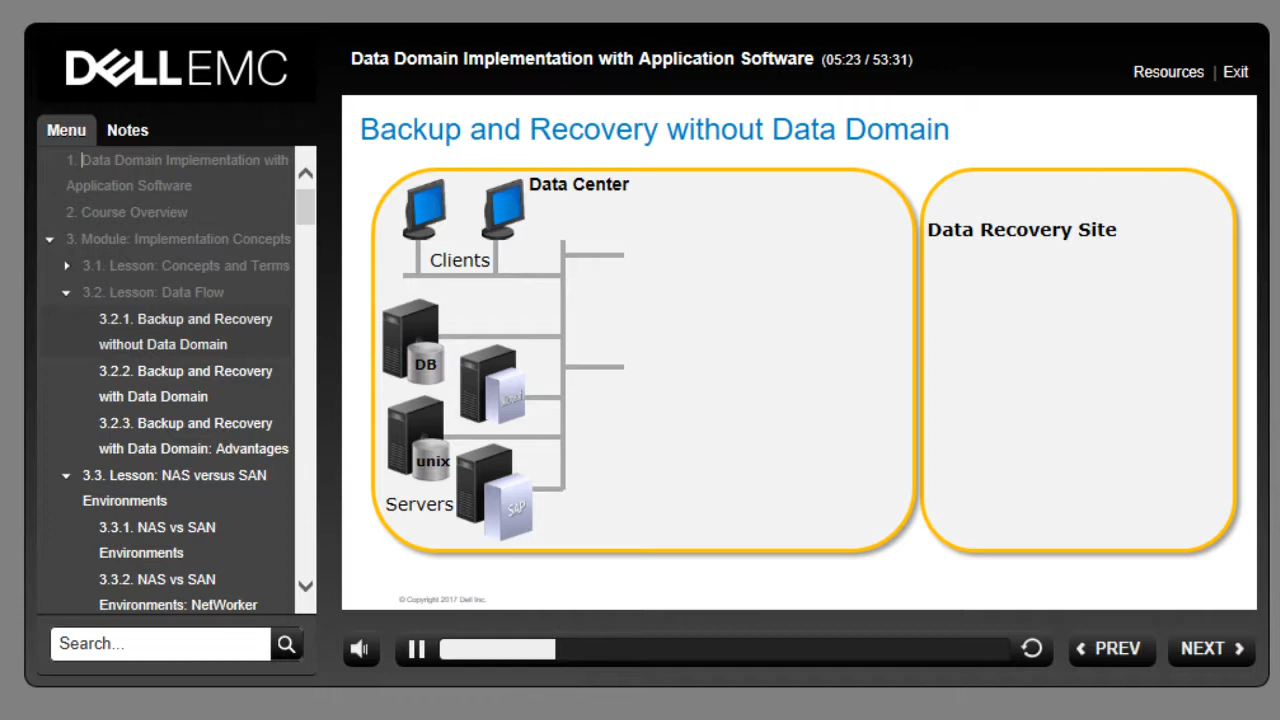 DELL EMC
Data Domain Implementation with Application Software (05:23 / 53:31)
Resources | Exit
Menu
Notes
1. Data Domain Implementation with
Application Software
2. Course Overview
3. Module: Implementation Concepts
3.1. Lesson: Concepts and Terms
3.2. Lesson: Data Flow
3.2.1. Backup and Recovery
without Data Domain
3.2.2. Backup and Recovery
with Data Domain
3.2.3. Backup and Recovery
with Data Domain: Advantages
3.3. Lesson: NAS versus SAN
Environments
3.3.1. NAS vs SAN
Environments
3.3.2. NAS vs SAN
Environments: NetWorker
Search...
Backup and Recovery without Data Domain
Data Center
Clients
DB
unix
Servers
SAP
Data Recovery Site
© Copyright 2017 Dell Inc.
PREV
NEXT